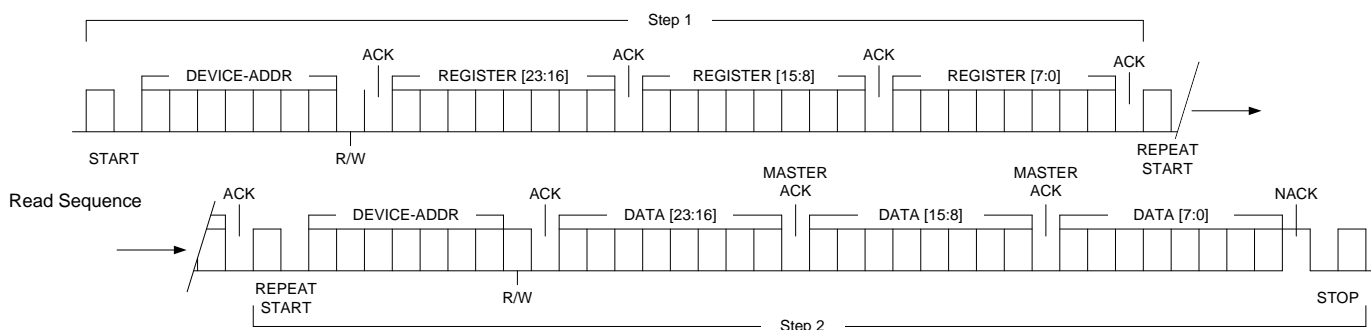 Step 1
ACK ACK ACK
DEVICE-ADDR REGISTER [23:16] REGISTER [15:8] REGISTER [7:0] ACK
START R/W REPEAT
START
MASTER MASTER
Read Sequence ACK ACK ACK ACK NACK
DEVICE-ADDR DATA [23:16] DATA [15:8] DATA [7:0]
REPEAT R/W STOP
START
Step 2